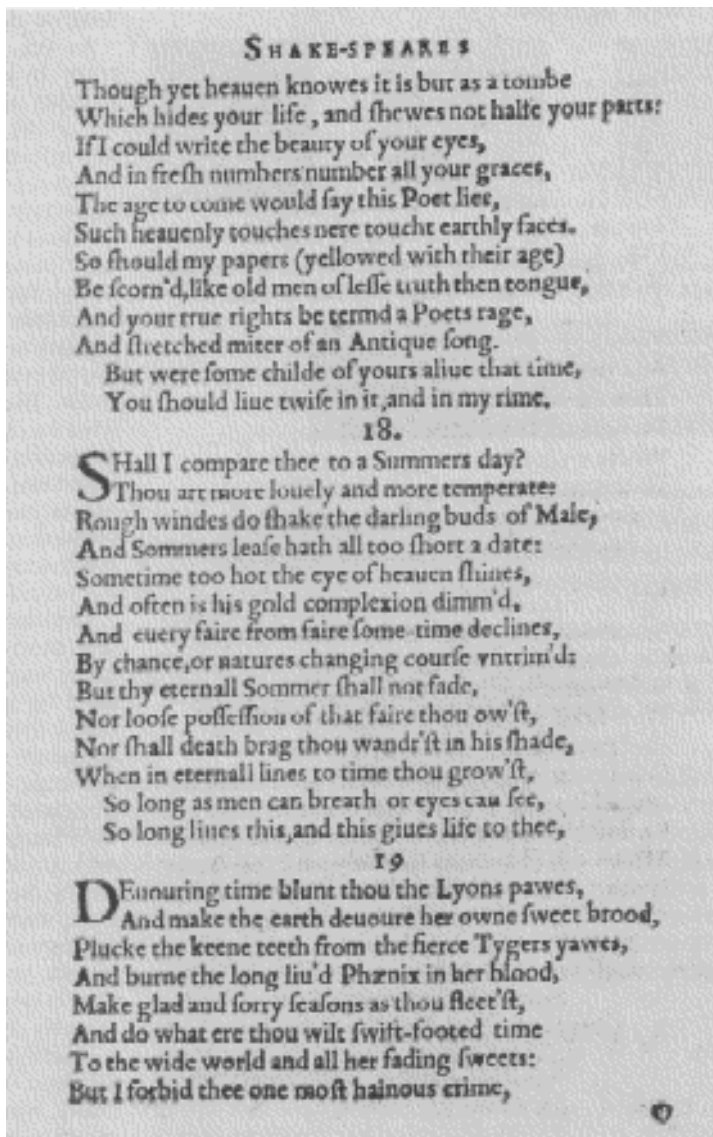 SHAKE-SPEARES
Though yet heauen knowes it is but as a tombe
Which hides your life, and ſhewes not halfe your parts:
If I could write the beauty of your eyes,
And in freſh numbers number all your graces,
The age to come would ſay this Poet lies,
Such heauenly touches nere toucht earthly faces.
So ſhould my papers (yellowed with their age)
Be ſcorn'd, like old men of leſſe truth then tongue,
And your true rights be termd a Poets rage,
And ſtretched miter of an Antique ſong.
But were ſome childe of yours aliue that time,
You ſhould liue twiſe in it, and in my rime.
18.
SHall I compare thee to a Summers day?
Thou art more louely and more temperate:
Rough windes do ſhake the darling buds of Maie,
And Sommers leaſe hath all too ſhort a date:
Sometime too hot the eye of heauen ſhines,
And often is his gold complexion dimm'd,
And euery faire from faire ſome-time declines,
By chance, or natures changing courſe vntrim'd:
But thy eternall Sommer ſhall not fade,
Nor looſe poſſeſſion of that faire thou ow'ſt,
Nor ſhall death brag thou wandr'ſt in his ſhade,
When in eternall lines to time thou grow'ſt,
So long as men can breath or eyes can ſee,
So long liues this, and this giues life to thee,
19
DEuouring time blunt thou the Lyons pawes,
And make the earth deuoure her owne ſweet brood,
Plucke the keene teeth from the fierce Tygers yawes,
And burne the long liu'd Phænix in her blood,
Make glad and ſorry ſeaſons as thou fleet'ſt,
And do what ere thou wilt ſwift-footed time
To the wide world and all her fading ſweets:
But I forbid thee one moſt hainous crime,